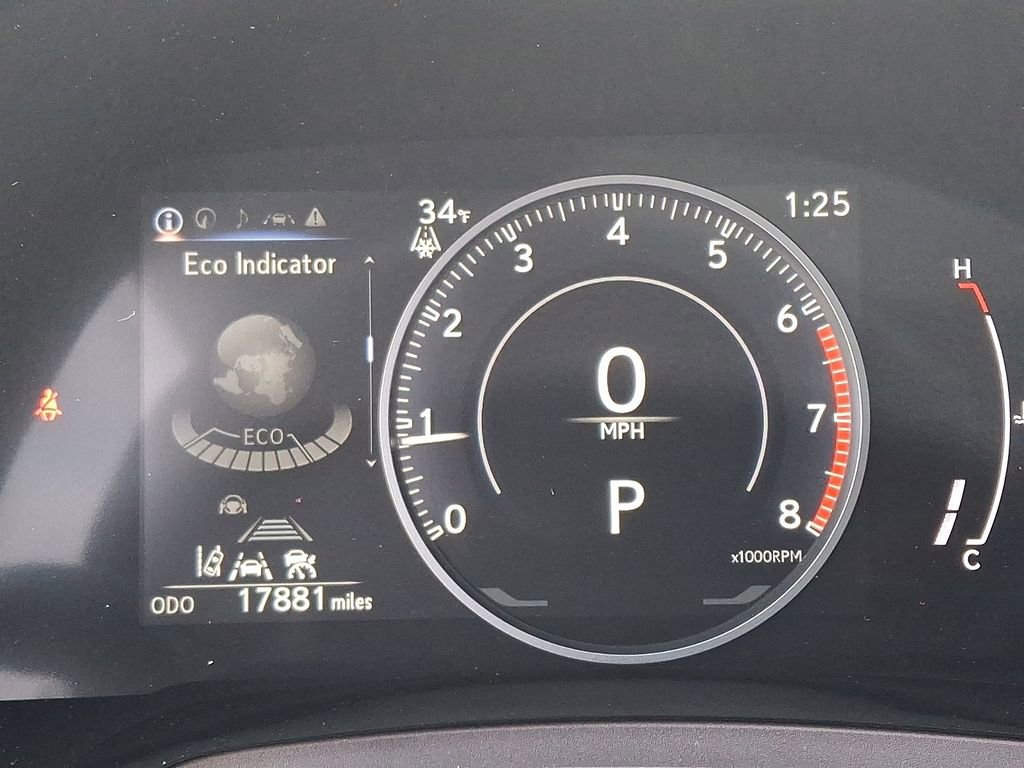 34°F
1:25
Eco Indicator
ECO
ODO 17881 miles
0
1
2
3
4
5
6
7
8
x1000RPM
0
MPH
P
H
C